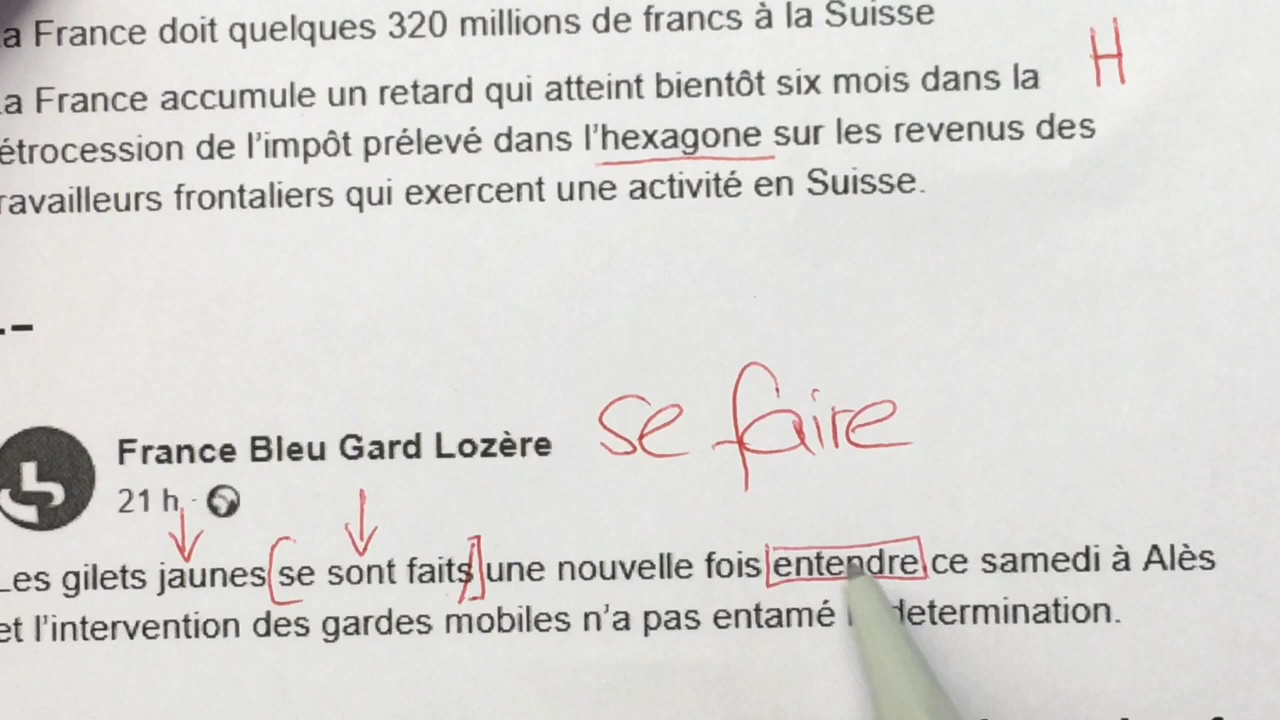 a France doit quelques 320 millions de francs à la Suisse
H
a France accumule un retard qui atteint bientôt six mois dans la
étrocession de l'impôt prélevé dans l'hexagone sur les revenus des
ravailleurs frontaliers qui exercent une activité en Suisse.
.–
se faire
France Bleu Gard Lozère
21 h ·
Les gilets jaunes [se sont faits] une nouvelle fois entendre ce samedi à Alès
et l'intervention des gardes mobiles n'a pas entamé determination.